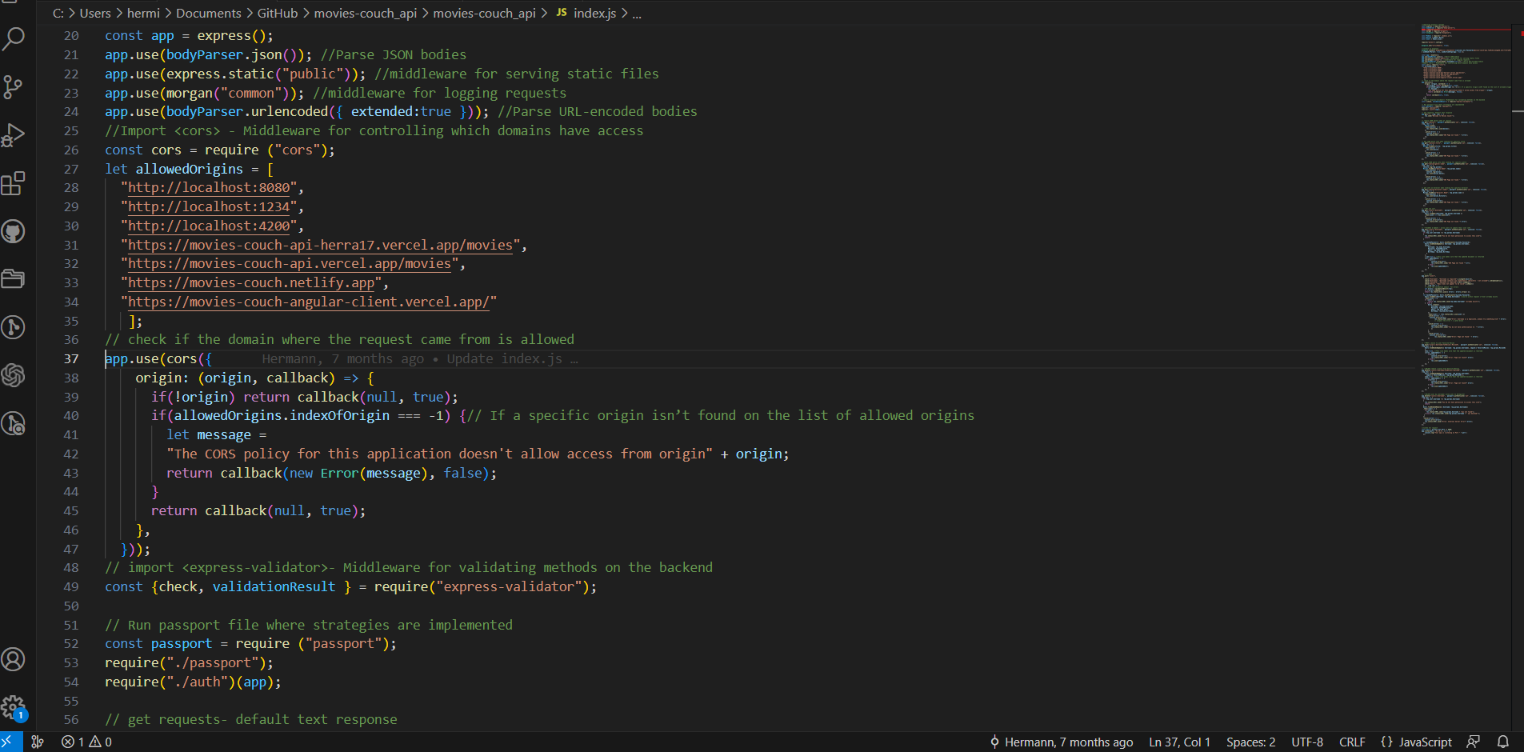 C: > Users > hermi > Documents > GitHub > movies-couch_api > movies-couch_api > JS index.js > ...
20 const app = express();
21 app.use(bodyParser.json()); //Parse JSON bodies
22 app.use(express.static("public")); //middleware for serving static files
23 app.use(morgan("common")); //middleware for logging requests
24 app.use(bodyParser.urlencoded({ extended:true })); //Parse URL-encoded bodies
25 //Import <cors> - Middleware for controlling which domains have access
26 const cors = require ("cors");
27 let allowedOrigins = [
28 "http://localhost:8080",
29 "http://localhost:1234",
30 "http://localhost:4200",
31 "https://movies-couch-api-herra17.vercel.app/movies",
32 "https://movies-couch-api.vercel.app/movies",
33 "https://movies-couch.netlify.app",
34 "https://movies-couch-angular-client.vercel.app/"
35 ];
36 // check if the domain where the request came from is allowed
37 app.use(cors({ Hermann, 7 months ago • Update index.js …
38 origin: (origin, callback) => {
39 if(!origin) return callback(null, true);
40 if(allowedOrigins.indexOfOrigin === -1) {// If a specific origin isn’t found on the list of allowed origins
41 let message =
42 "The CORS policy for this application doesn't allow access from origin" + origin;
43 return callback(new Error(message), false);
44 }
45 return callback(null, true);
46 },
47 }));
48 // import <express-validator>- Middleware for validating methods on the backend
49 const {check, validationResult } = require("express-validator");
50
51 // Run passport file where strategies are implemented
52 const passport = require ("passport");
53 require("./passport");
54 require("./auth")(app);
55
56 // get requests- default text response
1
1 0 Hermann, 7 months ago Ln 37, Col 1 Spaces: 2 UTF-8 CRLF {} JavaScript